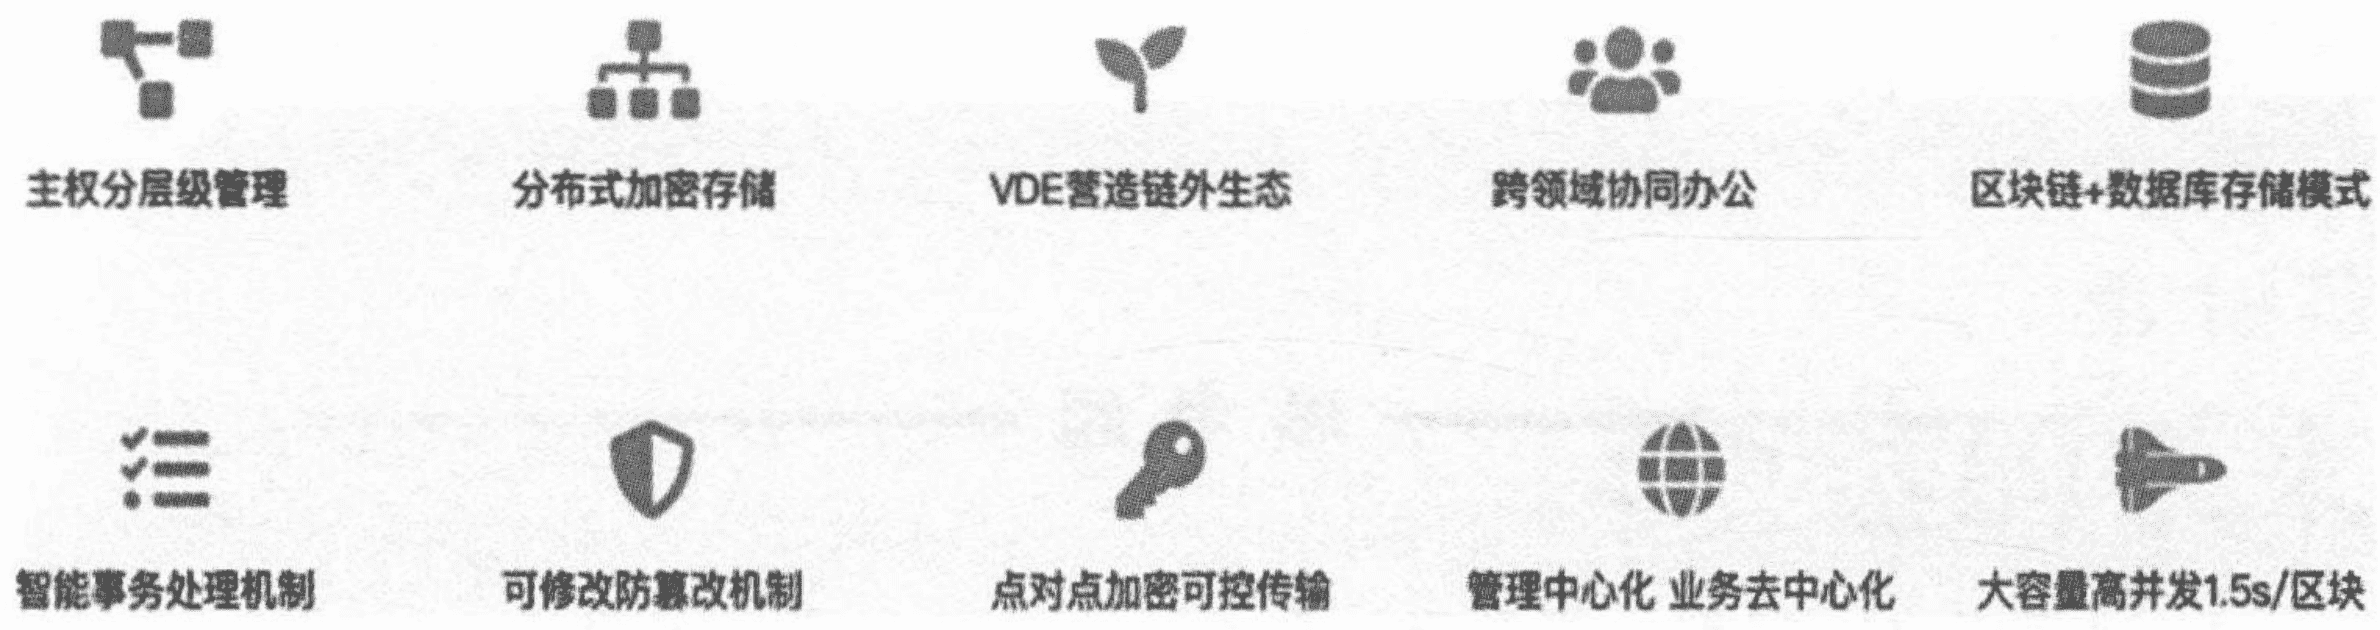 主权分层级管理
分布式加密存储
VDE营造链外生态
跨领域协同办公
区块链+数据库存储模式
智能事务处理机制
可修改防篡改机制
点对点加密可控传输
管理中心化 业务去中心化
大容量高并发1.5s/区块